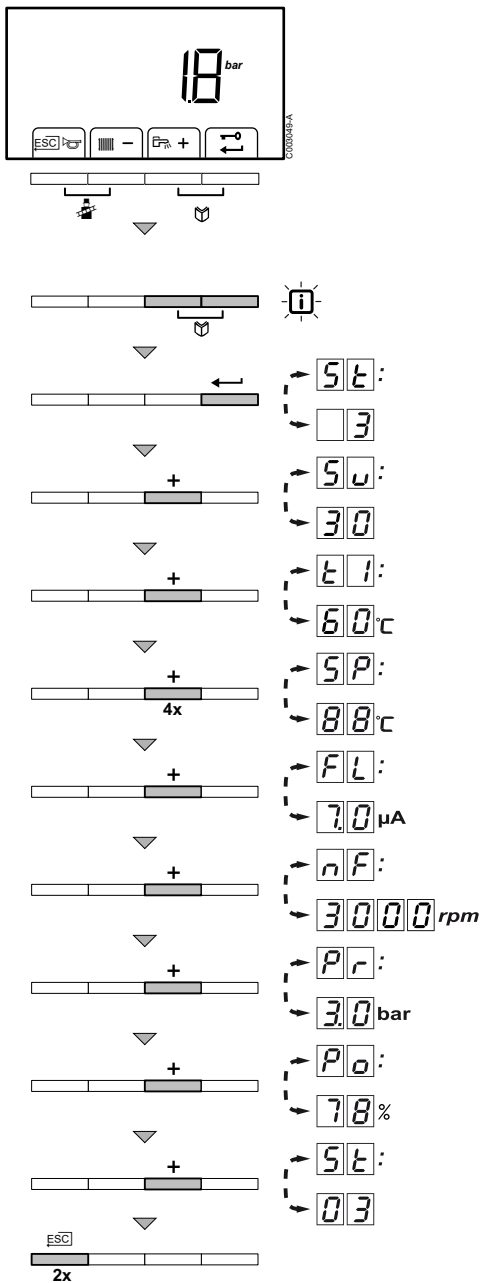 1.8 bar
ESC − + 
C003049-A
St:
3
+
Su:
30
+
t1:
60 °C
+
4x
SP:
88 °C
+
FL:
7.0 µA
+
nF:
3000 rpm
+
Pr:
3.0 bar
+
Po:
78 %
+
St:
03
ESC
2x